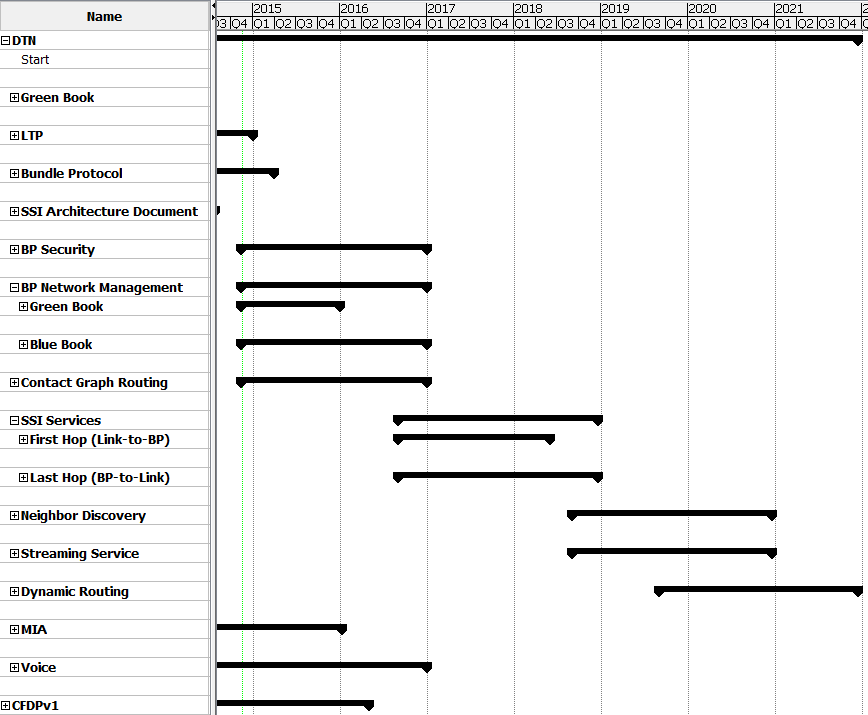 Name
2015 2016 2017 2018 2019 2020 2021
Q4 Q1 Q2 Q3 Q4 Q1 Q2 Q3 Q4 Q1 Q2 Q3 Q4 Q1 Q2 Q3 Q4 Q1 Q2 Q3 Q4 Q1 Q2 Q3 Q4 Q1 Q2 Q3 Q4
DTN
Start
Green Book
LTP
Bundle Protocol
SSI Architecture Document
BP Security
BP Network Management
Green Book
Blue Book
Contact Graph Routing
SSI Services
First Hop (Link-to-BP)
Last Hop (BP-to-Link)
Neighbor Discovery
Streaming Service
Dynamic Routing
MIA
Voice
CFDPv1